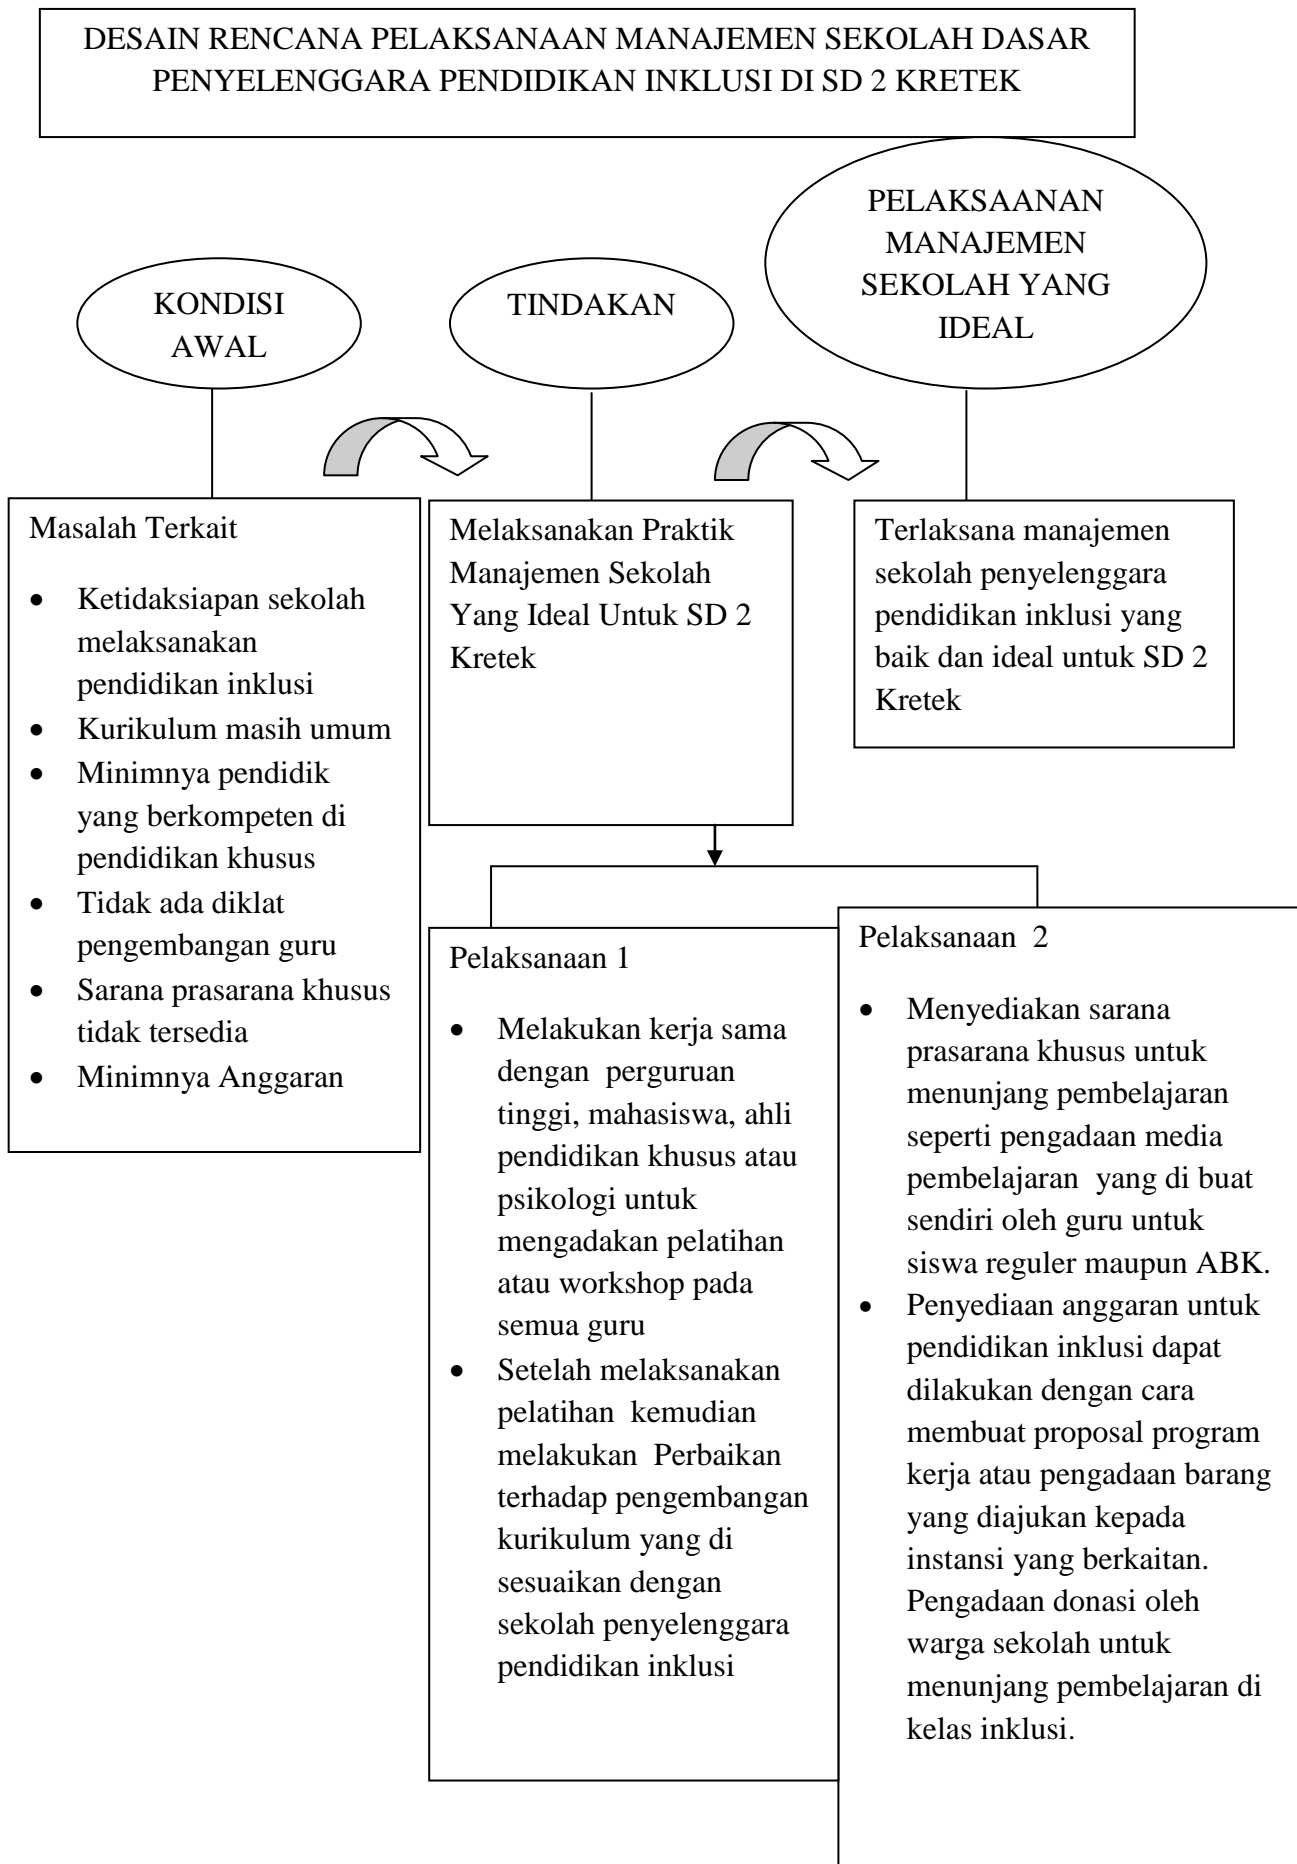 DESAIN RENCANA PELAKSANAAN MANAJEMEN SEKOLAH DASAR
PENYELENGGARA PENDIDIKAN INKLUSI DI SD 2 KRETEK
KONDISI
AWAL
TINDAKAN
PELAKSAANAN
MANAJEMEN
SEKOLAH YANG
IDEAL
Masalah Terkait
• Ketidaksiapan sekolah
melaksanakan
pendidikan inklusi
• Kurikulum masih umum
• Minimnya pendidik
yang berkompeten di
pendidikan khusus
• Tidak ada diklat
pengembangan guru
• Sarana prasarana khusus
tidak tersedia
• Minimnya Anggaran
Melaksanakan Praktik
Manajemen Sekolah
Yang Ideal Untuk SD 2
Kretek
Terlaksana manajemen
sekolah penyelenggara
pendidikan inklusi yang
baik dan ideal untuk SD 2
Kretek
Pelaksanaan 1
• Melakukan kerja sama
dengan perguruan
tinggi, mahasiswa, ahli
pendidikan khusus atau
psikologi untuk
mengadakan pelatihan
atau workshop pada
semua guru
• Setelah melaksanakan
pelatihan kemudian
melakukan Perbaikan
terhadap pengembangan
kurikulum yang di
sesuaikan dengan
sekolah penyelenggara
pendidikan inklusi
Pelaksanaan 2
• Menyediakan sarana
prasarana khusus untuk
menunjang pembelajaran
seperti pengadaan media
pembelajaran yang di buat
sendiri oleh guru untuk
siswa reguler maupun ABK.
• Penyediaan anggaran untuk
pendidikan inklusi dapat
dilakukan dengan cara
membuat proposal program
kerja atau pengadaan barang
yang diajukan kepada
instansi yang berkaitan.
Pengadaan donasi oleh
warga sekolah untuk
menunjang pembelajaran di
kelas inklusi.